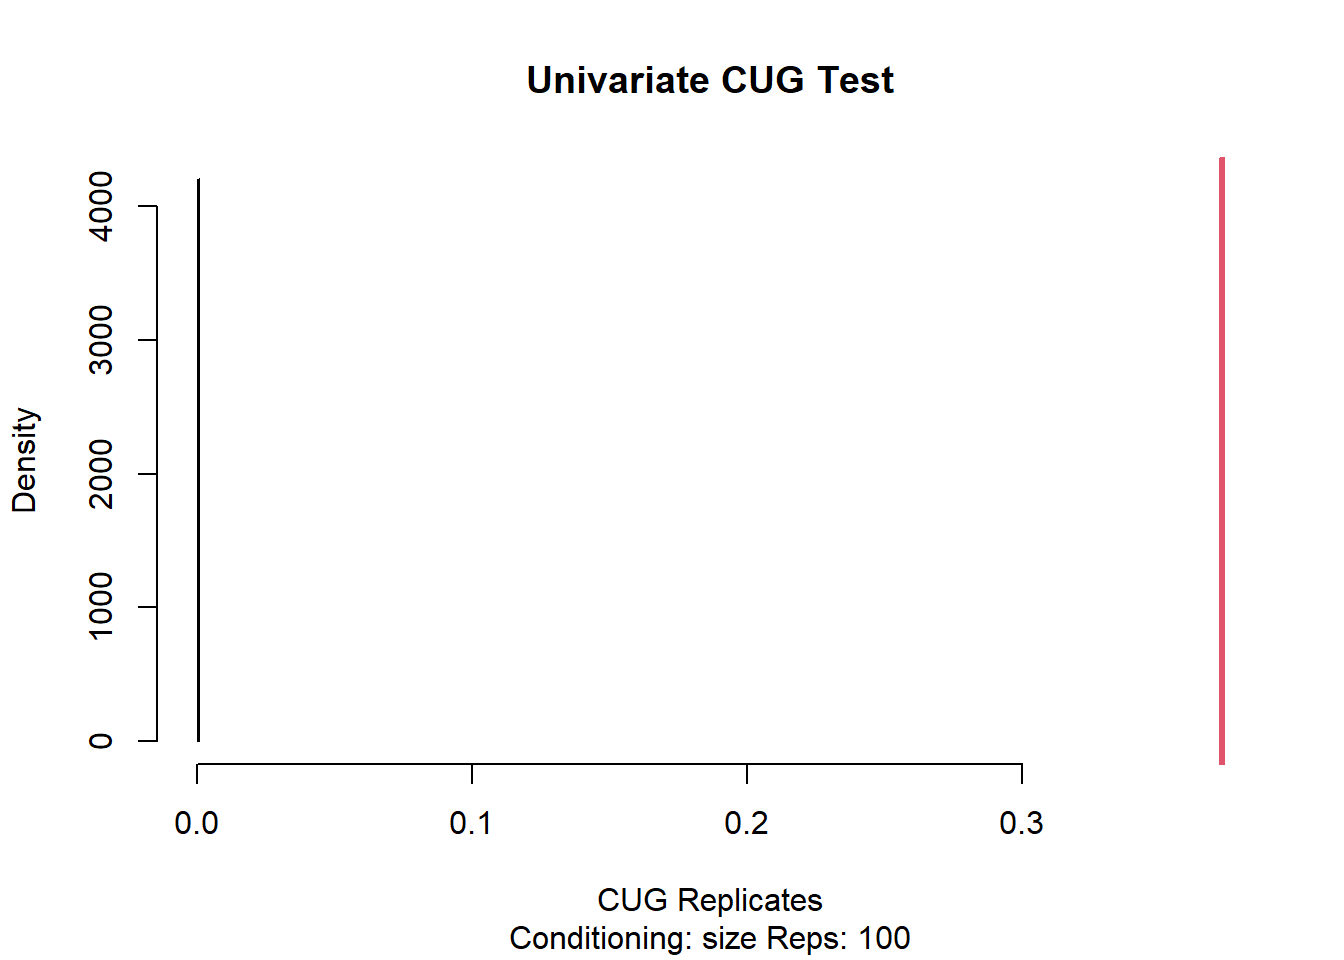 Univariate CUG Test
Density
4000
3000
2000
1000
0
0.0 0.1 0.2 0.3
CUG Replicates
Conditioning: size Reps: 100